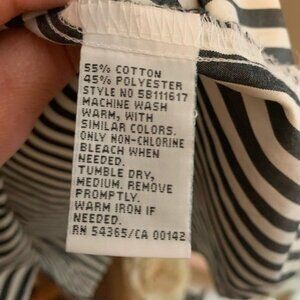 55% COTTON
45% POLYESTER
STYLE NO 5B111617
MACHINE WASH
WARM, WITH
SIMILAR COLORS.
ONLY NON-CHLORINE
BLEACH WHEN
NEEDED.
TUMBLE DRY,
MEDIUM. REMOVE
PROMPTLY.
WARM IRON IF
NEEDED.
RN 54365/CA 00142